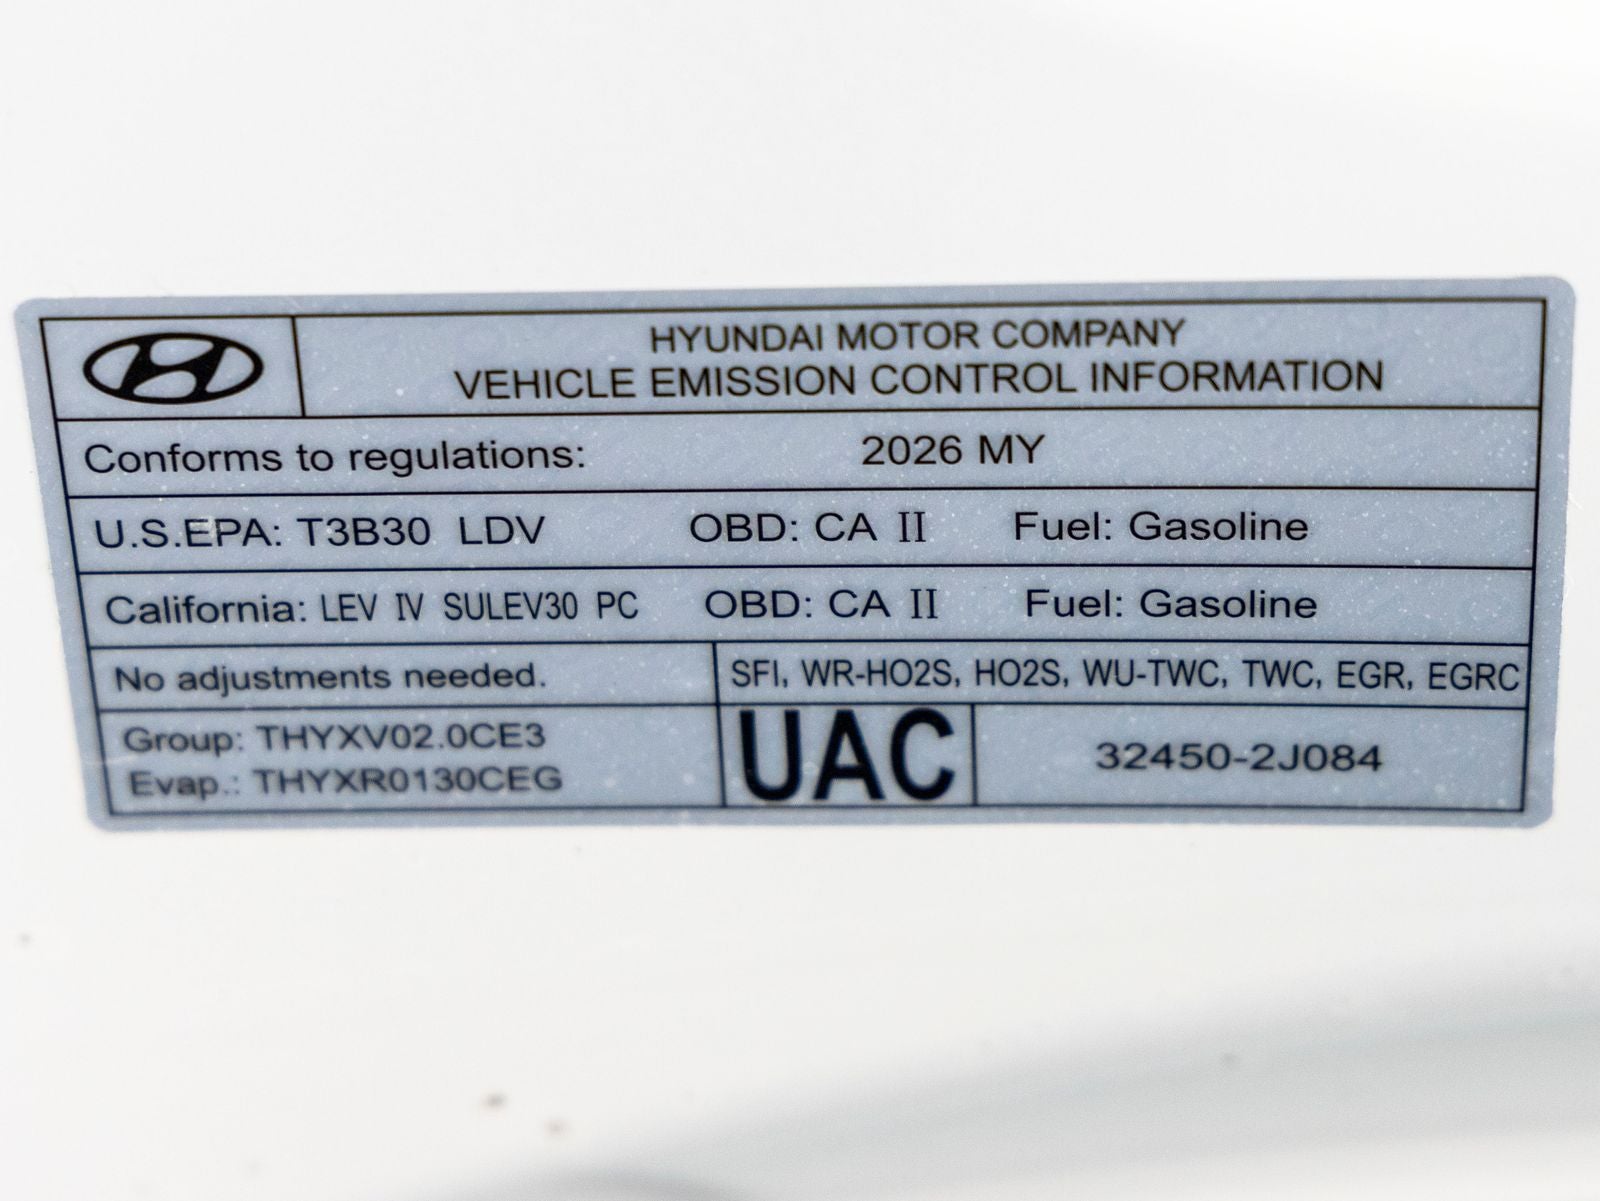 HYUNDAI MOTOR COMPANY
VEHICLE EMISSION CONTROL INFORMATION
Conforms to regulations: 2026 MY
U.S.EPA: T3B30 LDV OBD: CA II Fuel: Gasoline
California: LEV IV SULEV30 PC OBD: CA II Fuel: Gasoline
No adjustments needed. SFI, WR-HO2S, HO2S, WU-TWC, TWC, EGR, EGRC
Group: THYXV02.0CE3
Evap.: THYXR0130CEG
UAC
32450-2J084